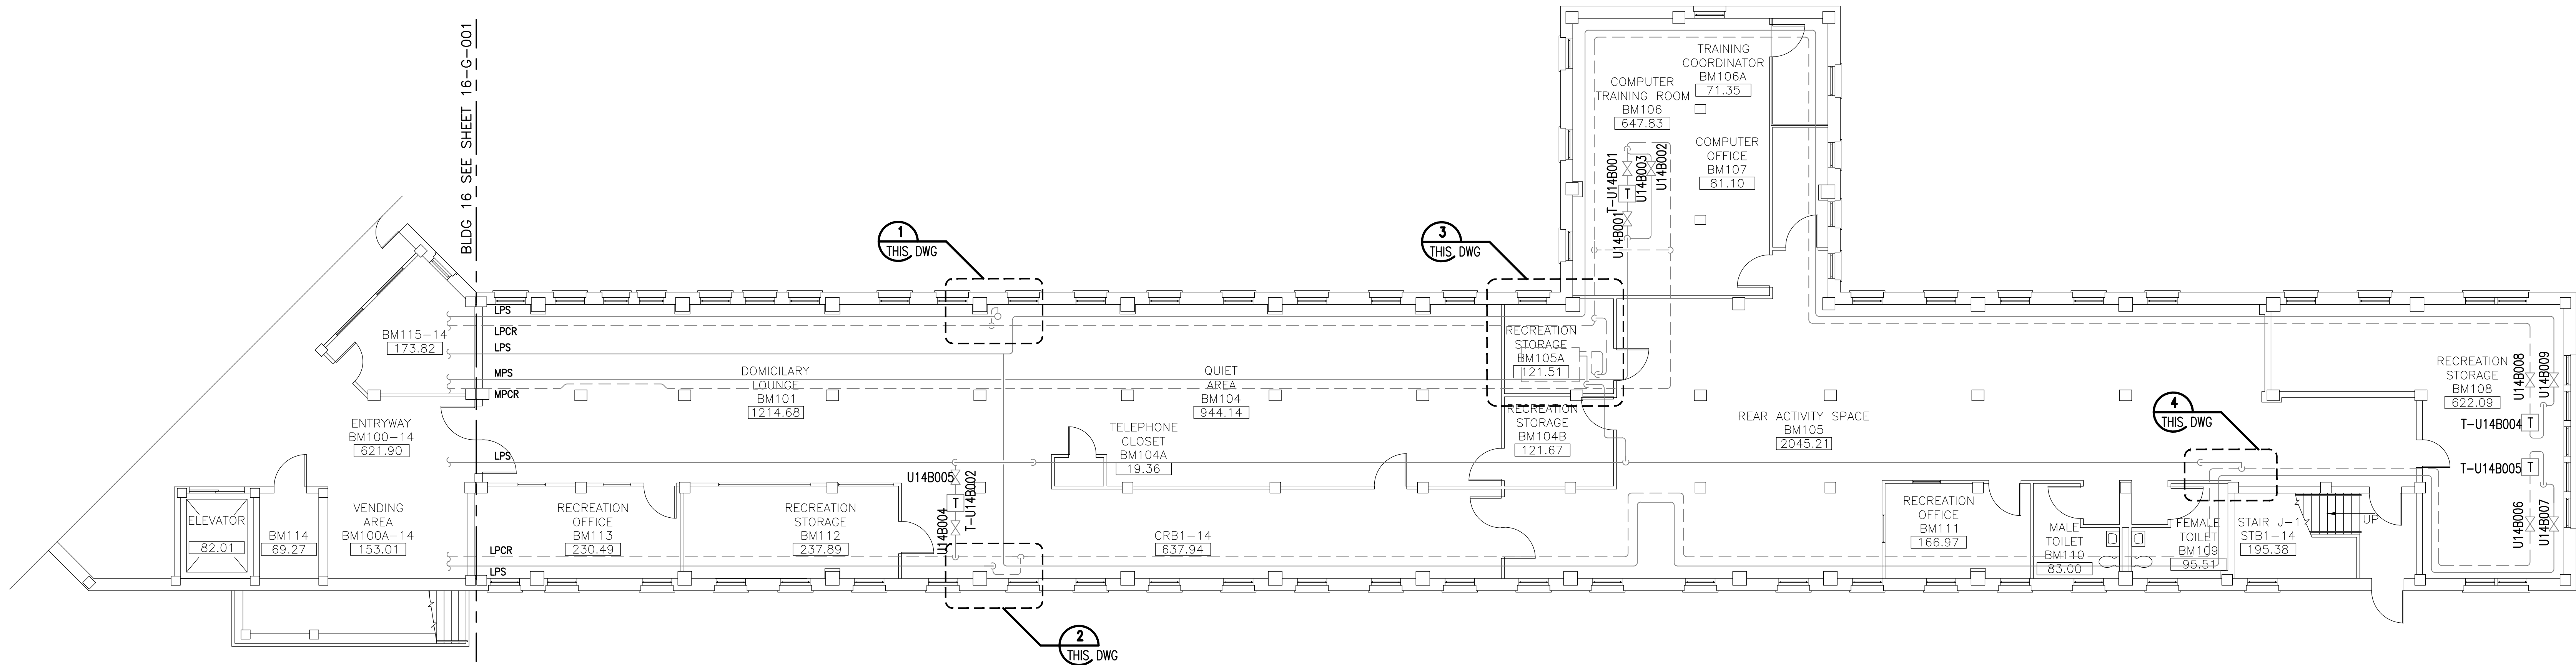 BLDG 16 SEE SHEET 16-G-001
TRAINING
COORDINATOR
BM106A
71.35
COMPUTER
TRAINING ROOM
BM106
647.83
COMPUTER
OFFICE
BM107
81.10
T-U14B001
U14B003
U14B002
T
U14B001
1
THIS DWG
3
THIS DWG
LPS
LPCR
LPS
MPS
MPCR
BM115-14
173.82
DOMICILARY
LOUNGE
BM101
1214.68
QUIET
AREA
BM104
944.14
RECREATION
STORAGE
BM105A
121.51
RECREATION
STORAGE
BM104B
121.67
TELEPHONE
CLOSET
BM104A
19.36
REAR ACTIVITY SPACE
BM105
2045.21
4
THIS DWG
RECREATION
STORAGE
BM108
622.09
U14B008
U14B009
T-U14B004
T
T-U14B005
T
U14B006
U14B007
ENTRYWAY
BM100-14
621.90
LPS
U14B005
T
T-U14B002
U14B004
ELEVATOR
82.01
BM114
69.27
VENDING
AREA
BM100A-14
153.01
RECREATION
OFFICE
BM113
230.49
RECREATION
STORAGE
BM112
237.89
LPCR
LPS
CRB1-14
637.94
RECREATION
OFFICE
BM111
166.97
MALE
TOILET
BM110
83.00
FEMALE
TOILET
BM109
95.51
STAIR J-1
STB1-14
195.38
UP
2
THIS DWG